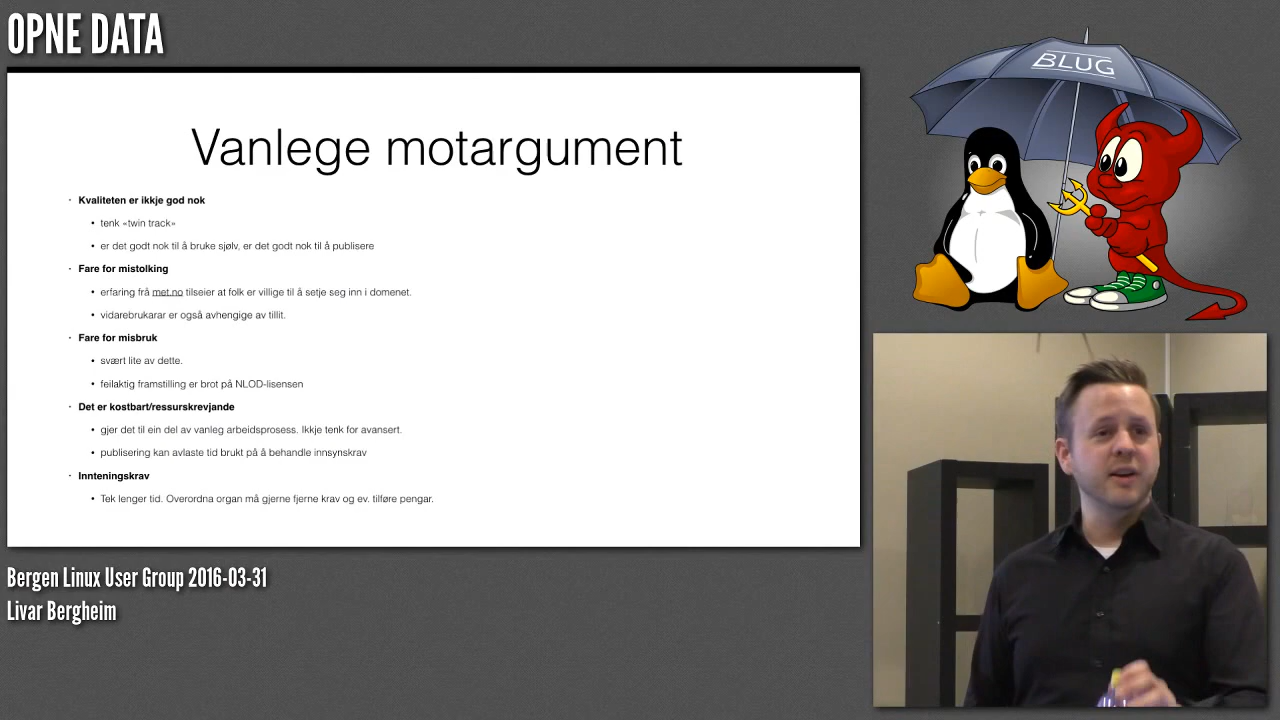 OPNE DATA
BLUG
Vanlege motargument
· Kvaliteten er ikkje god nok
• tenk «twin track»
• er det godt nok til å bruke sjølv, er det godt nok til å publisere
· Fare for mistolking
• erfaring frå met.no tilseier at folk er villige til å setje seg inn i domenet.
• vidarebrukarar er også avhengige av tillit.
· Fare for misbruk
• svært lite av dette.
• feilaktig framstilling er brot på NLOD-lisensen
· Det er kostbart/ressurskrevjande
• gjer det til ein del av vanleg arbeidsprosess. Ikkje tenk for avansert.
• publisering kan avlaste tid brukt på å behandle innsynskrav
· Innteningskrav
• Tek lenger tid. Overordna organ må gjerne fjerne krav og ev. tilføre pengar.
Bergen Linux User Group 2016-03-31
Livar Bergheim